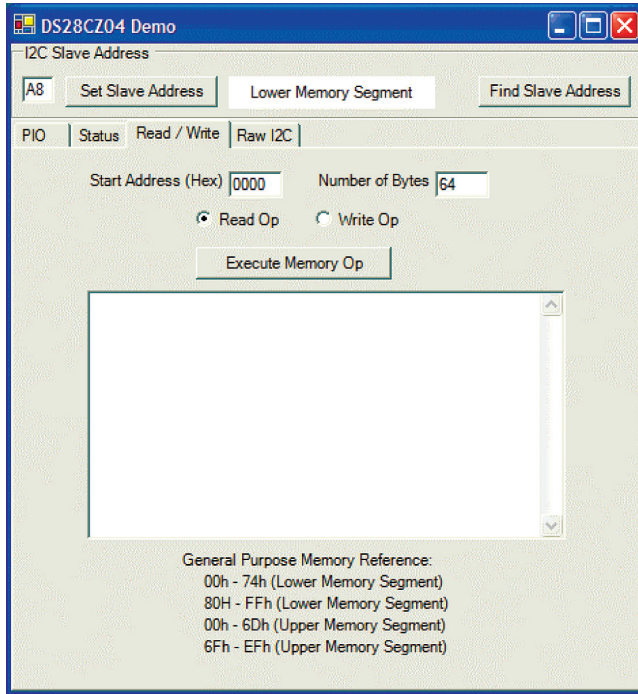 DS28CZ04 Demo
I2C Slave Address
A8 Set Slave Address Lower Memory Segment Find Slave Address
PIO Status Read / Write Raw I2C
Start Address (Hex) 0000 Number of Bytes 64
Read Op Write Op
Execute Memory Op
General Purpose Memory Reference:
00h - 74h (Lower Memory Segment)
80H - FFh (Lower Memory Segment)
00h - 6Dh (Upper Memory Segment)
6Fh - EFh (Upper Memory Segment)